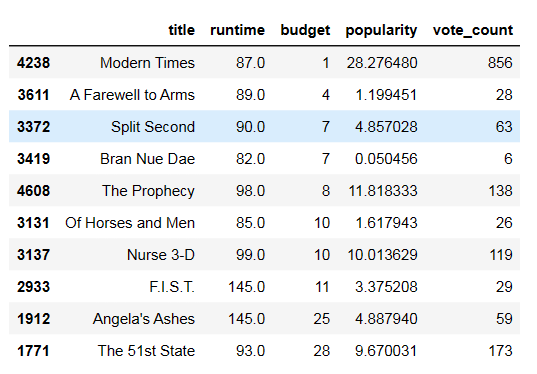 title runtime budget popularity vote_count
4238 Modern Times 87.0 1 28.276480 856
3611 A Farewell to Arms 89.0 4 1.199451 28
3372 Split Second 90.0 7 4.857028 63
3419 Bran Nue Dae 82.0 7 0.050456 6
4608 The Prophecy 98.0 8 11.818333 138
3131 Of Horses and Men 85.0 10 1.617943 26
3137 Nurse 3-D 99.0 10 10.013629 119
2933 F.I.S.T. 145.0 11 3.375208 29
1912 Angela's Ashes 145.0 25 4.887940 59
1771 The 51st State 93.0 28 9.670031 173